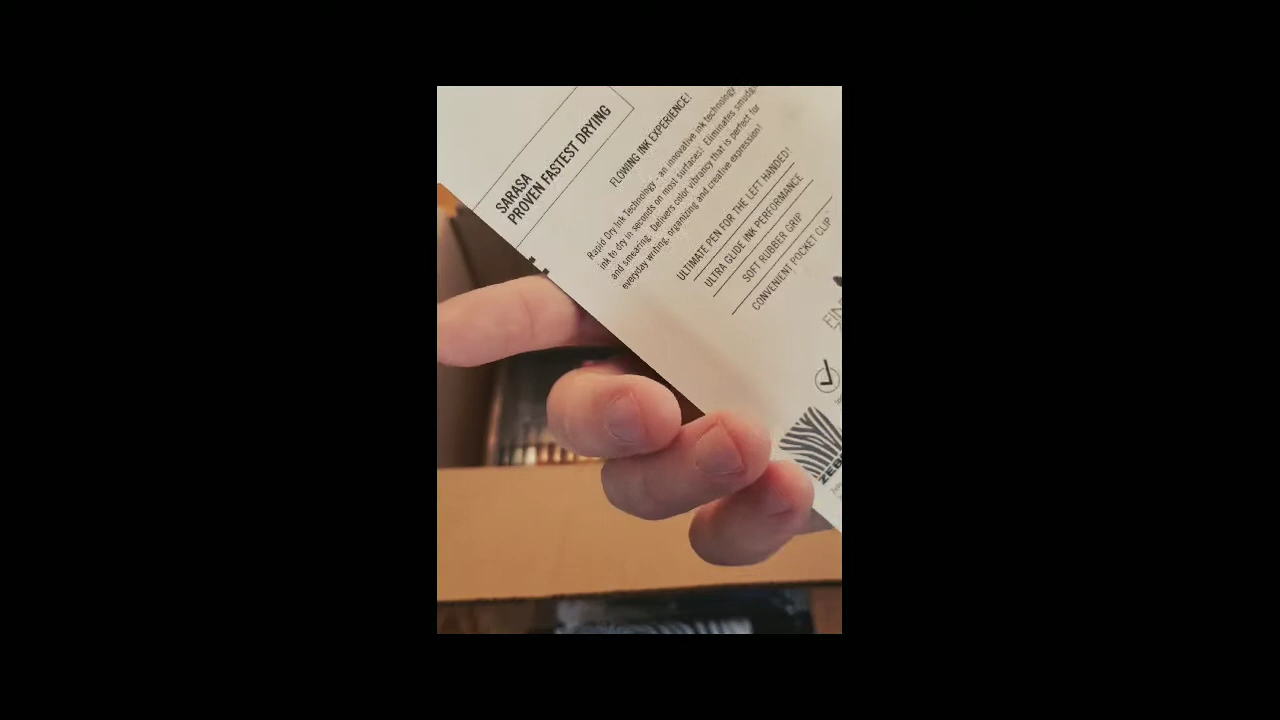 SARASA
PROVEN FASTEST DRYING
FLOWING INK EXPERIENCE!
Rapid Dry Ink Technology - an innovative ink technology
ink to dry in seconds on most surfaces! Eliminates
and smearing. Delivers color vibrancy that is perfect for
everyday writing, organizing and creative expression!
ULTIMATE PEN FOR THE LEFT HANDED!
ULTRA GLIDE INK PERFORMANCE
SOFT RUBBER GRIP
CONVENIENT POCKET CLIP